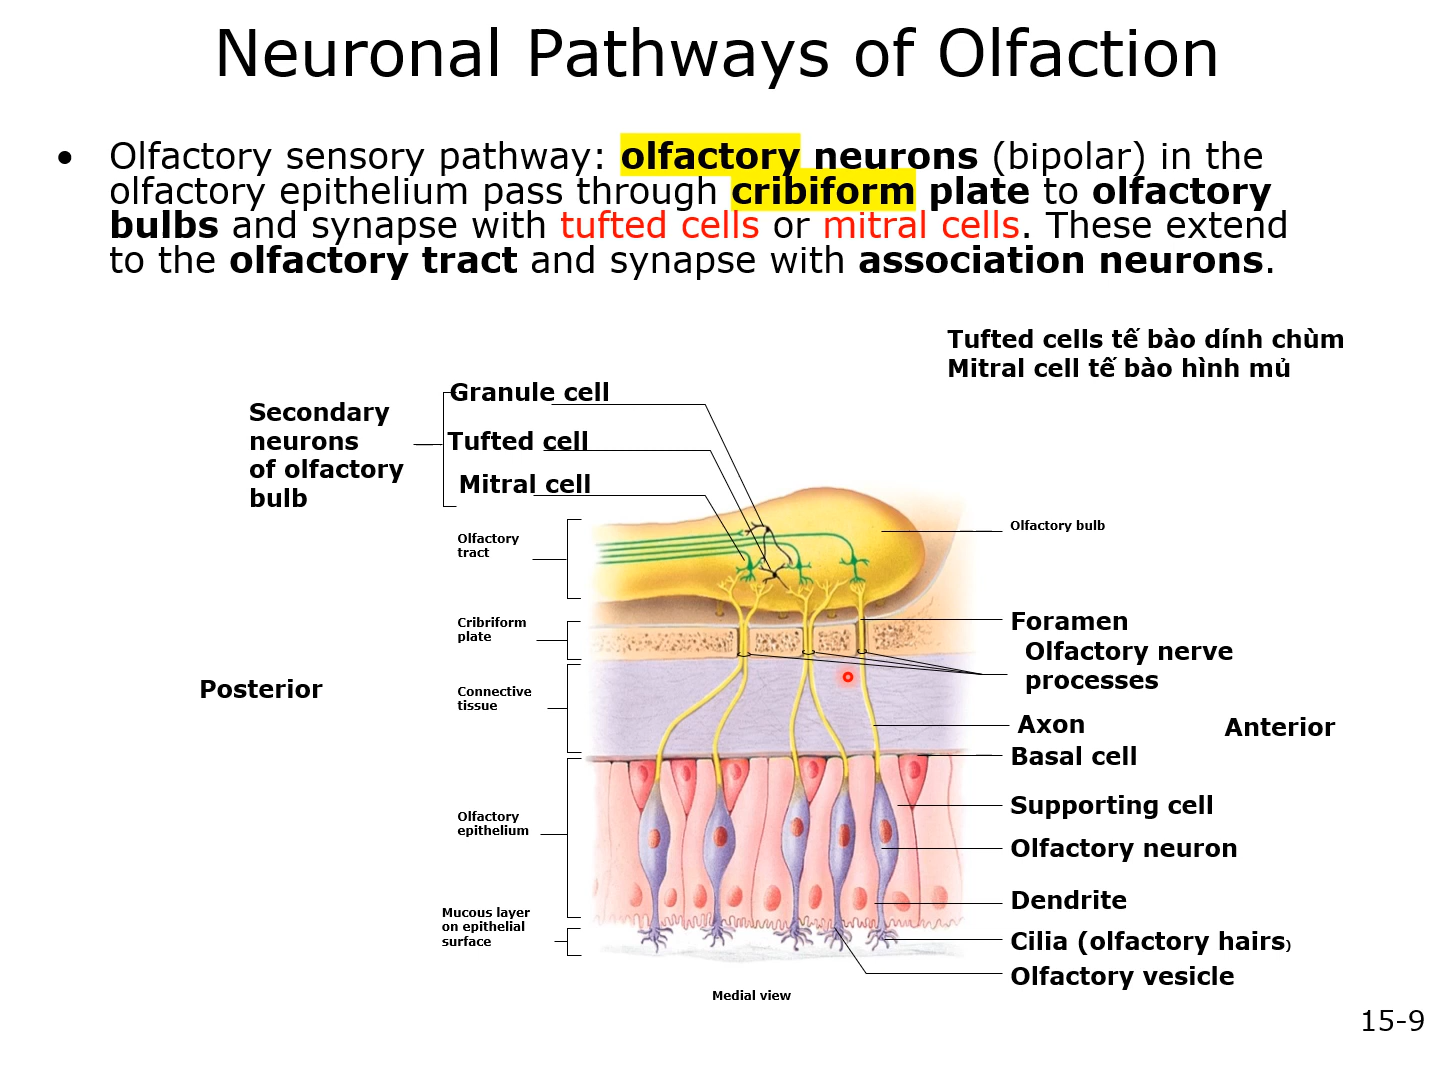 Neuronal Pathways of Olfaction
• Olfactory sensory pathway: olfactory neurons (bipolar) in the
olfactory epithelium pass through cribiform plate to olfactory
bulbs and synapse with tufted cells or mitral cells. These extend
to the olfactory tract and synapse with association neurons.
Tufted cells tế bào dính chùm
Mitral cell tế bào hình mủ
Secondary
neurons
of olfactory
bulb
Granule cell
Tufted cell
Mitral cell
Olfactory
tract
Cribriform
plate
Connective
tissue
Olfactory
epithelium
Mucous layer
on epithelial
surface
Posterior
Olfactory bulb
Foramen
Olfactory nerve
processes
Axon
Anterior
Basal cell
Supporting cell
Olfactory neuron
Dendrite
Cilia (olfactory hairs)
Olfactory vesicle
Medial view
15-9